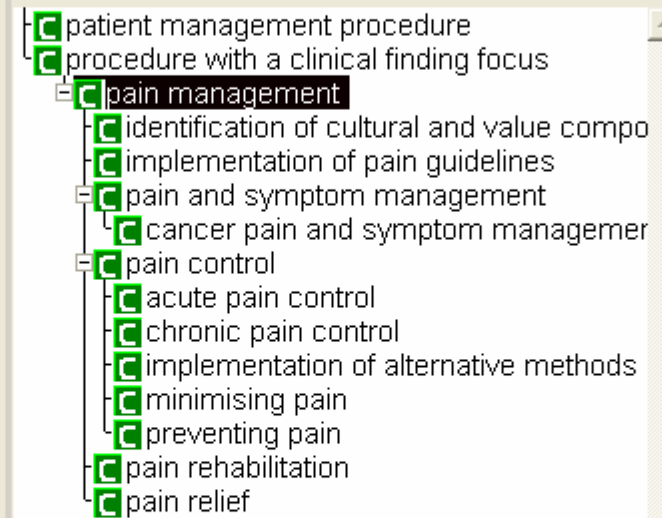 patient management procedure
procedure with a clinical finding focus
pain management
identification of cultural and value compo
implementation of pain guidelines
pain and symptom management
cancer pain and symptom managemer
pain control
acute pain control
chronic pain control
implementation of alternative methods
minimising pain
preventing pain
pain rehabilitation
pain relief